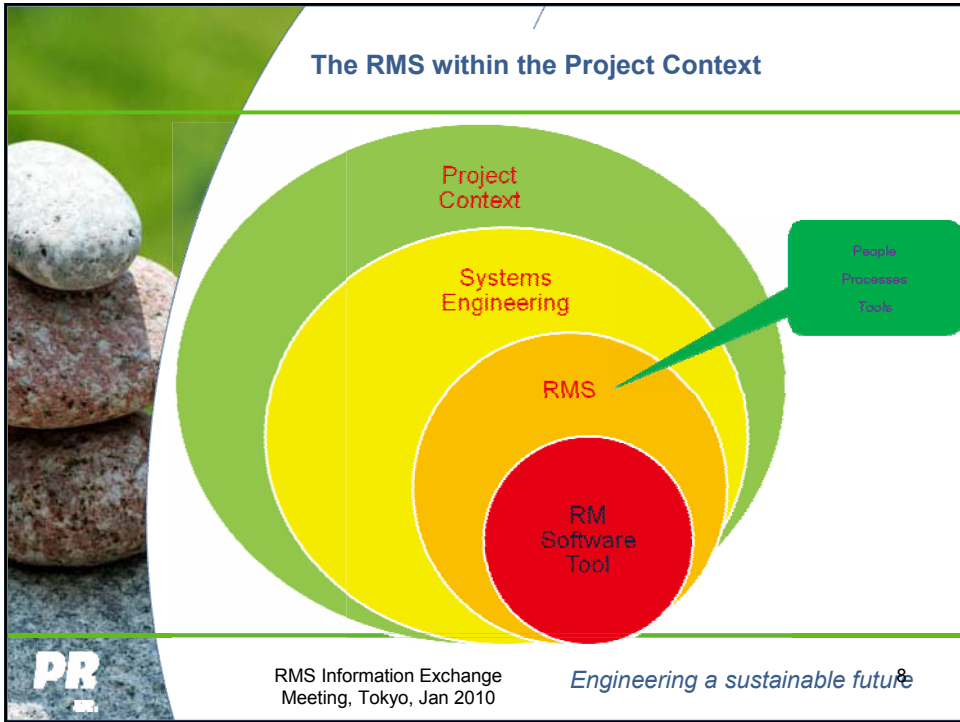 The RMS within the Project Context
Project
Context
Systems
Engineering
People
Processes
Tools
RMS
RM
Software
Tool
PR
RMS Information Exchange
Meeting, Tokyo, Jan 2010
Engineering a sustainable future
8